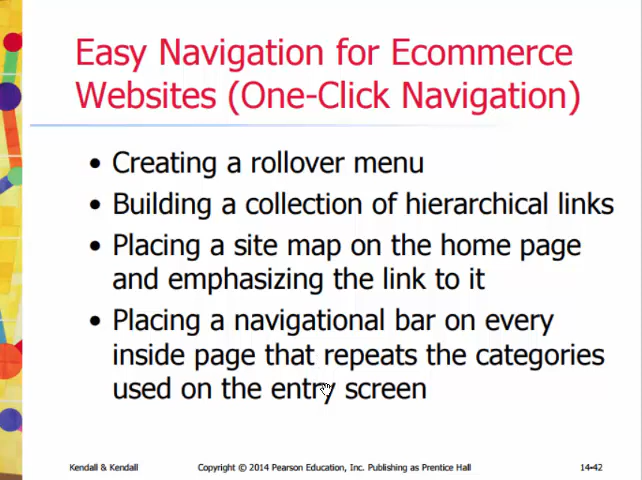 Easy Navigation for Ecommerce
Websites (One-Click Navigation)
• Creating a rollover menu
• Building a collection of hierarchical links
• Placing a site map on the home page
and emphasizing the link to it
• Placing a navigational bar on every
inside page that repeats the categories
used on the entry screen
Kendall & Kendall Copyright © 2014 Pearson Education, Inc. Publishing as Prentice Hall 14-42